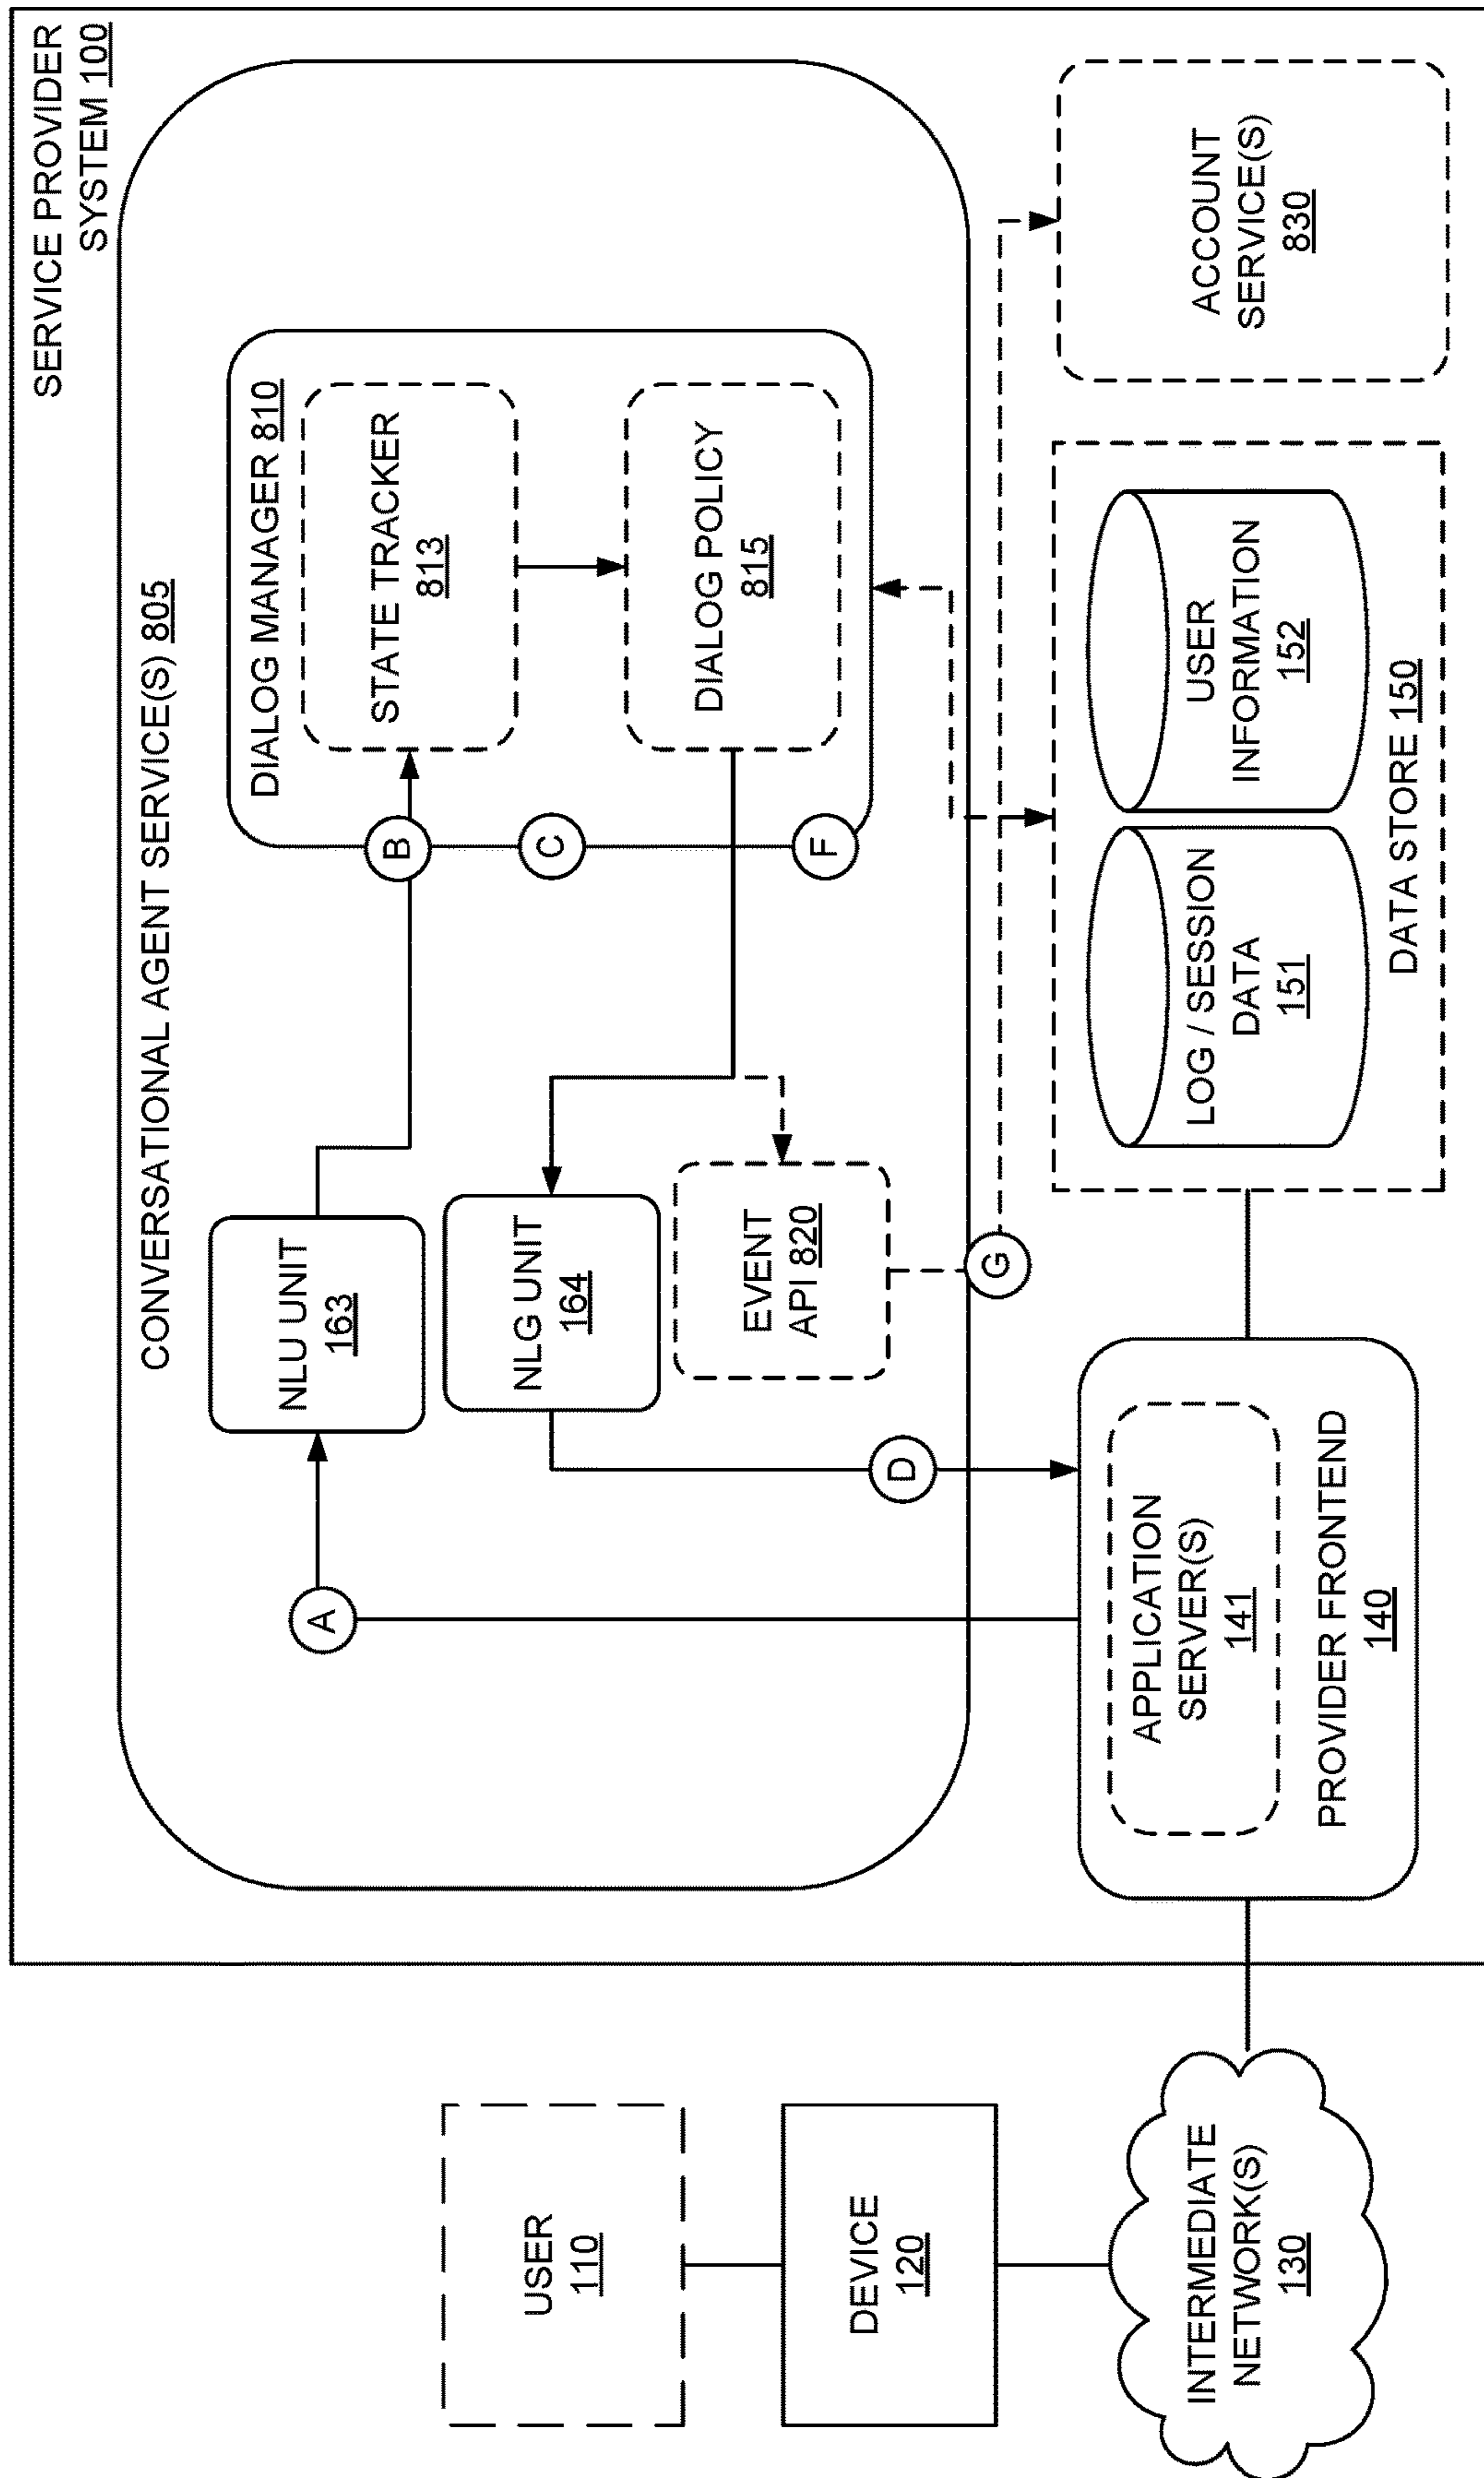 SERVICE PROVIDER
SYSTEM 100
CONVERSATIONAL AGENT SERVICE(S) 805
DIALOG MANAGER 810
STATE TRACKER
813
DIALOG POLICY
815
NLU UNIT
163
NLG UNIT
164
EVENT
API 820
A
B
C
D
F
G
USER
110
DEVICE
120
INTERMEDIATE
NETWORK(S)
130
APPLICATION
SERVER(S)
141
PROVIDER FRONTEND
140
LOG / SESSION
DATA
151
USER
INFORMATION
152
DATA STORE 150
ACCOUNT
SERVICE(S)
830